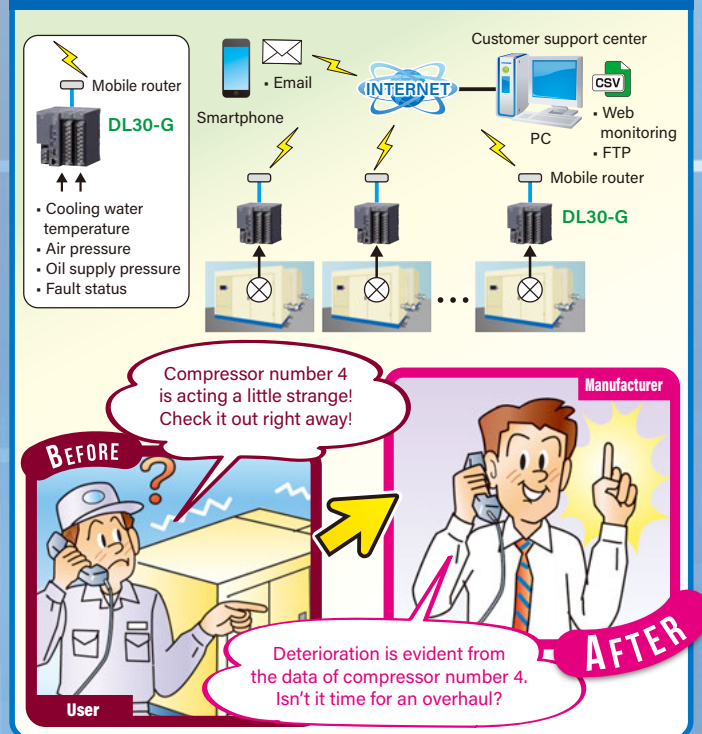 Mobile router
DL30-G
▪ Cooling water
temperature
▪ Air pressure
▪ Oil supply pressure
▪ Fault status
▪ Email
Smartphone
INTERNET
Customer support center
CSV
PC
▪ Web
monitoring
▪ FTP
Mobile router
DL30-G
•••
Compressor number 4
is acting a little strange!
Check it out right away!
BEFORE
?
User
Manufacturer
Deterioration is evident from
the data of compressor number 4.
Isn't it time for an overhaul?
AFTER